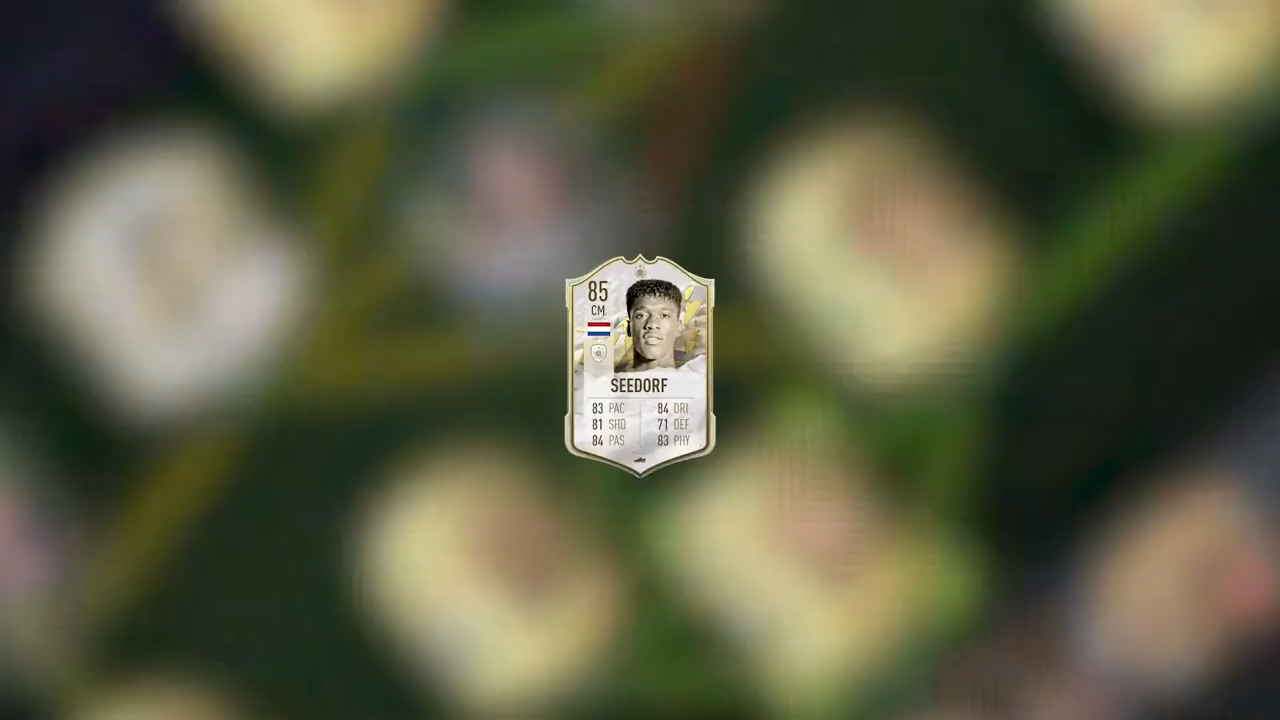 85
CM
SEEDORF
83 PAC 84 DRI
81 SHO 71 DEF
84 PAS 83 PHY